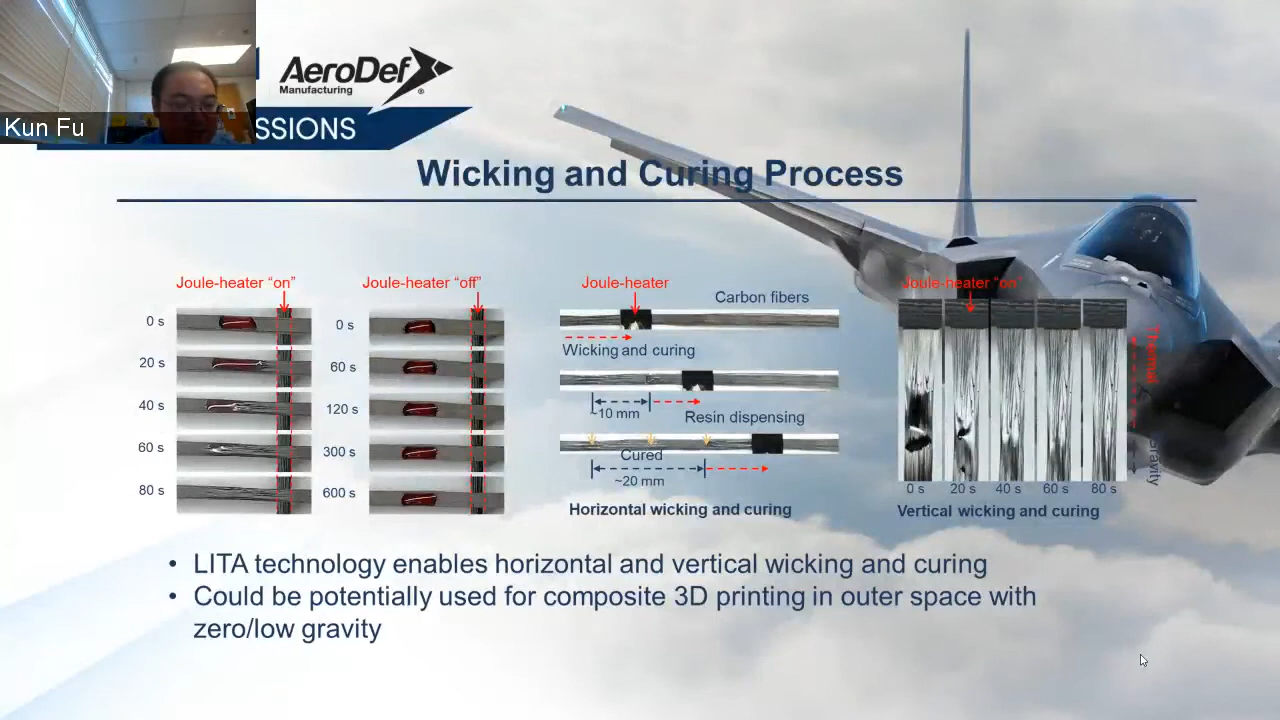 Kun Fu
AeroDef
Manufacturing
SSIONS
Wicking and Curing Process
Joule-heater “on”
0 s
20 s
40 s
60 s
80 s
Joule-heater “off”
0 s
60 s
120 s
300 s
600 s
Joule-heater
Carbon fibers
Wicking and curing
~10 mm
Resin dispensing
Cured
~20 mm
Horizontal wicking and curing
Joule-heater “on”
Thermal
Gravity
0 s 20 s 40 s 60 s 80 s
Vertical wicking and curing
• LITA technology enables horizontal and vertical wicking and curing
• Could be potentially used for composite 3D printing in outer space with
zero/low gravity